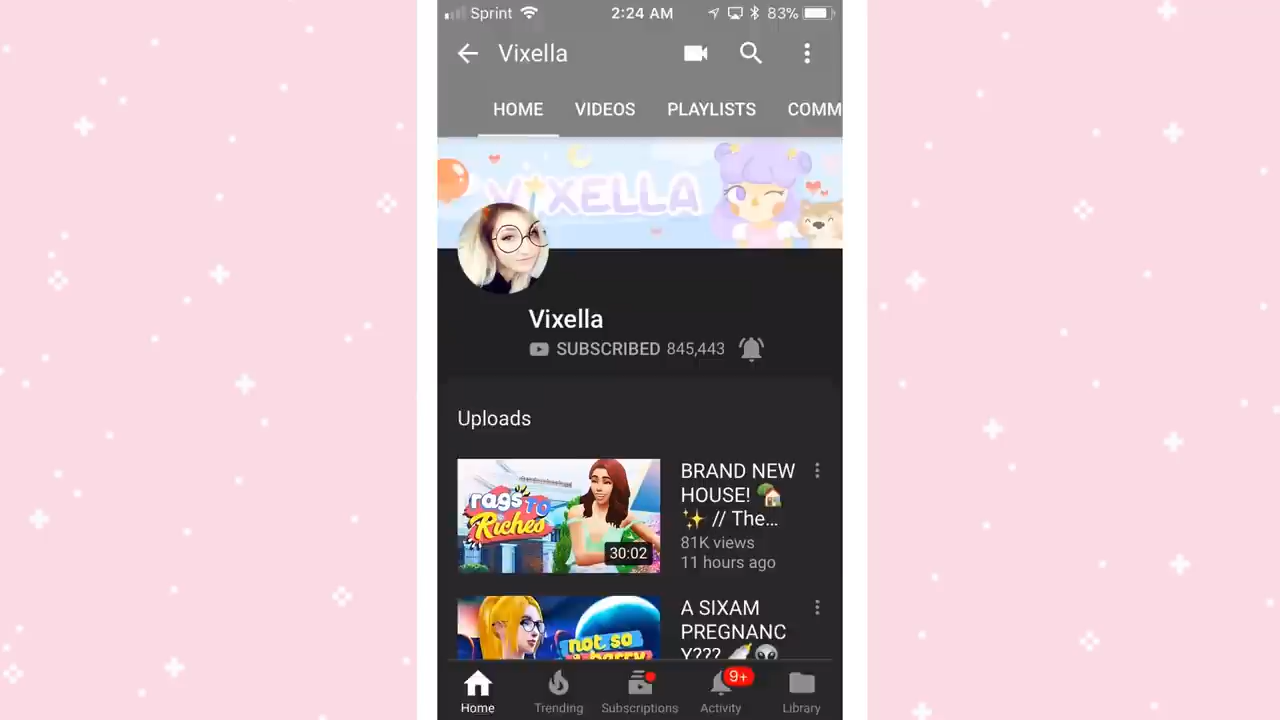 Sprint 2:24 AM 83%
Vixella
HOME VIDEOS PLAYLISTS COMM
VIXELLA
Vixella
SUBSCRIBED 845,443
Uploads
rags TO
Riches
30:02
BRAND NEW
HOUSE! 🏡
✨ // The...
81K views
11 hours ago
not so
berry
A SIXAM
PREGNANC
Y??? 🍼 👽
9+
Home Trending Subscriptions Activity Library